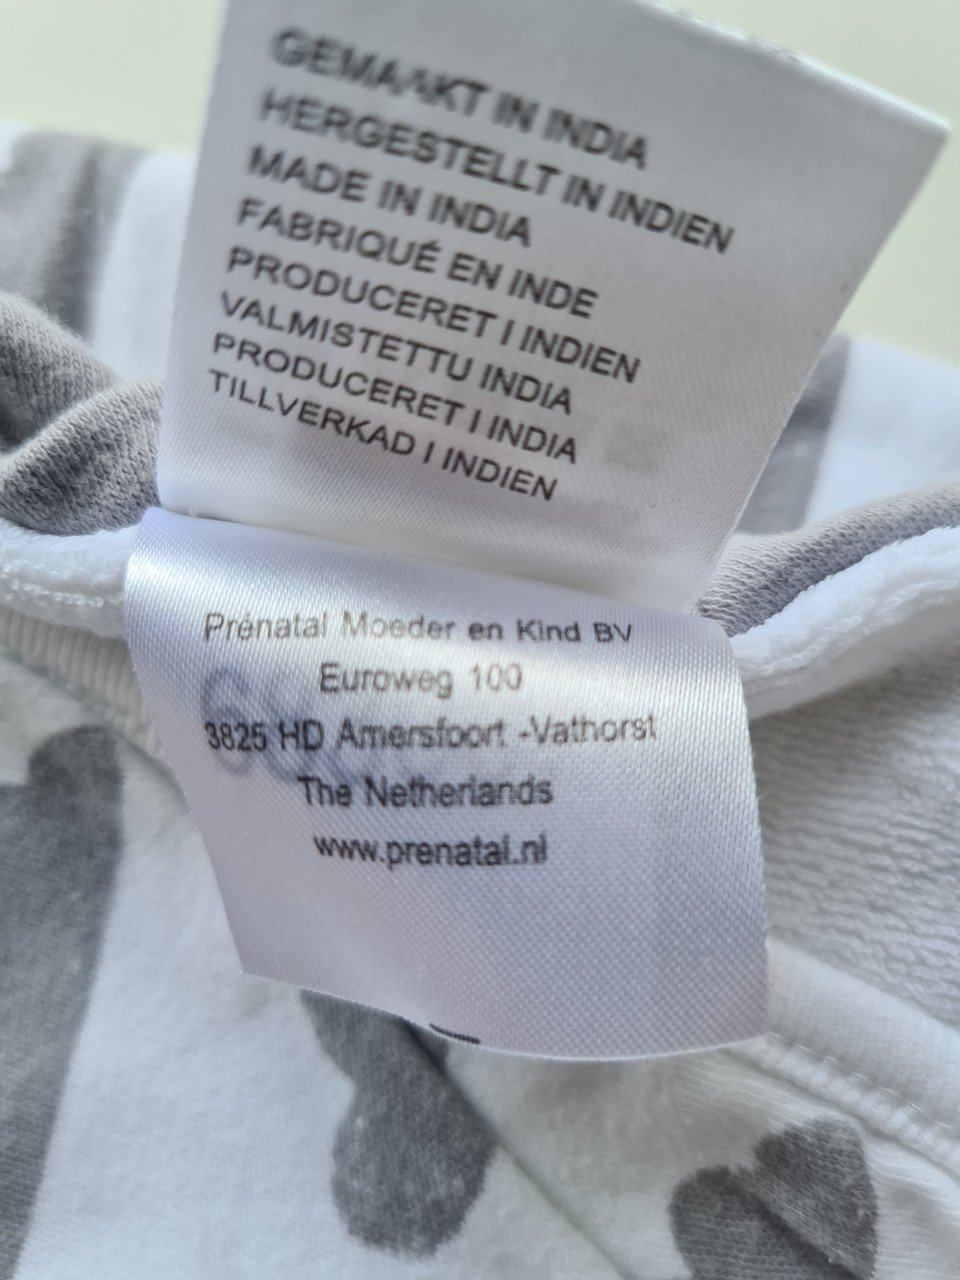 GEMAAKT IN INDIA
HERGESTELLT IN INDIEN
MADE IN INDIA
FABRIQUÉ EN INDE
PRODUCERET I INDIEN
VALMISTETTU INDIA
PRODUCERET I INDIA
TILLVERKAD I INDIEN
Prénatal Moeder en Kind BV
Euroweg 100
3825 HD Amersfoort -Vathorst
The Netherlands
www.prenatal.nl